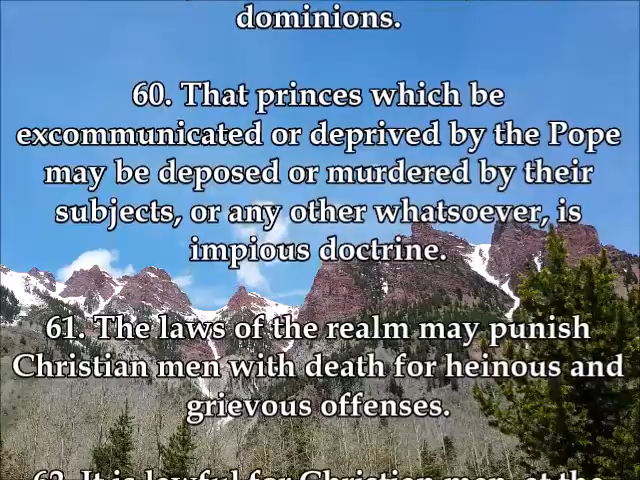 dominions.
60. That princes which be
excommunicated or deprived by the Pope
may be deposed or murdered by their
subjects, or any other whatsoever, is
impious doctrine.
61. The laws of the realm may punish
Christian men with death for heinous and
grievous offenses.
62. It is lawful for Christian men, at the